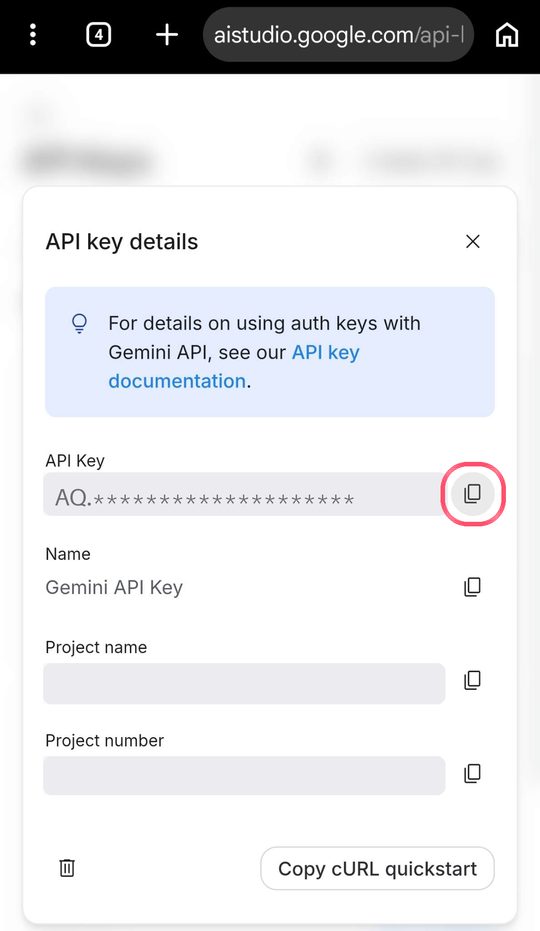 4
aistudio.google.com/api-
API key details
For details on using auth keys with
Gemini API, see our API key
documentation.
API Key
AQ.********************
Name
Gemini API Key
Project name
Project number
Copy cURL quickstart